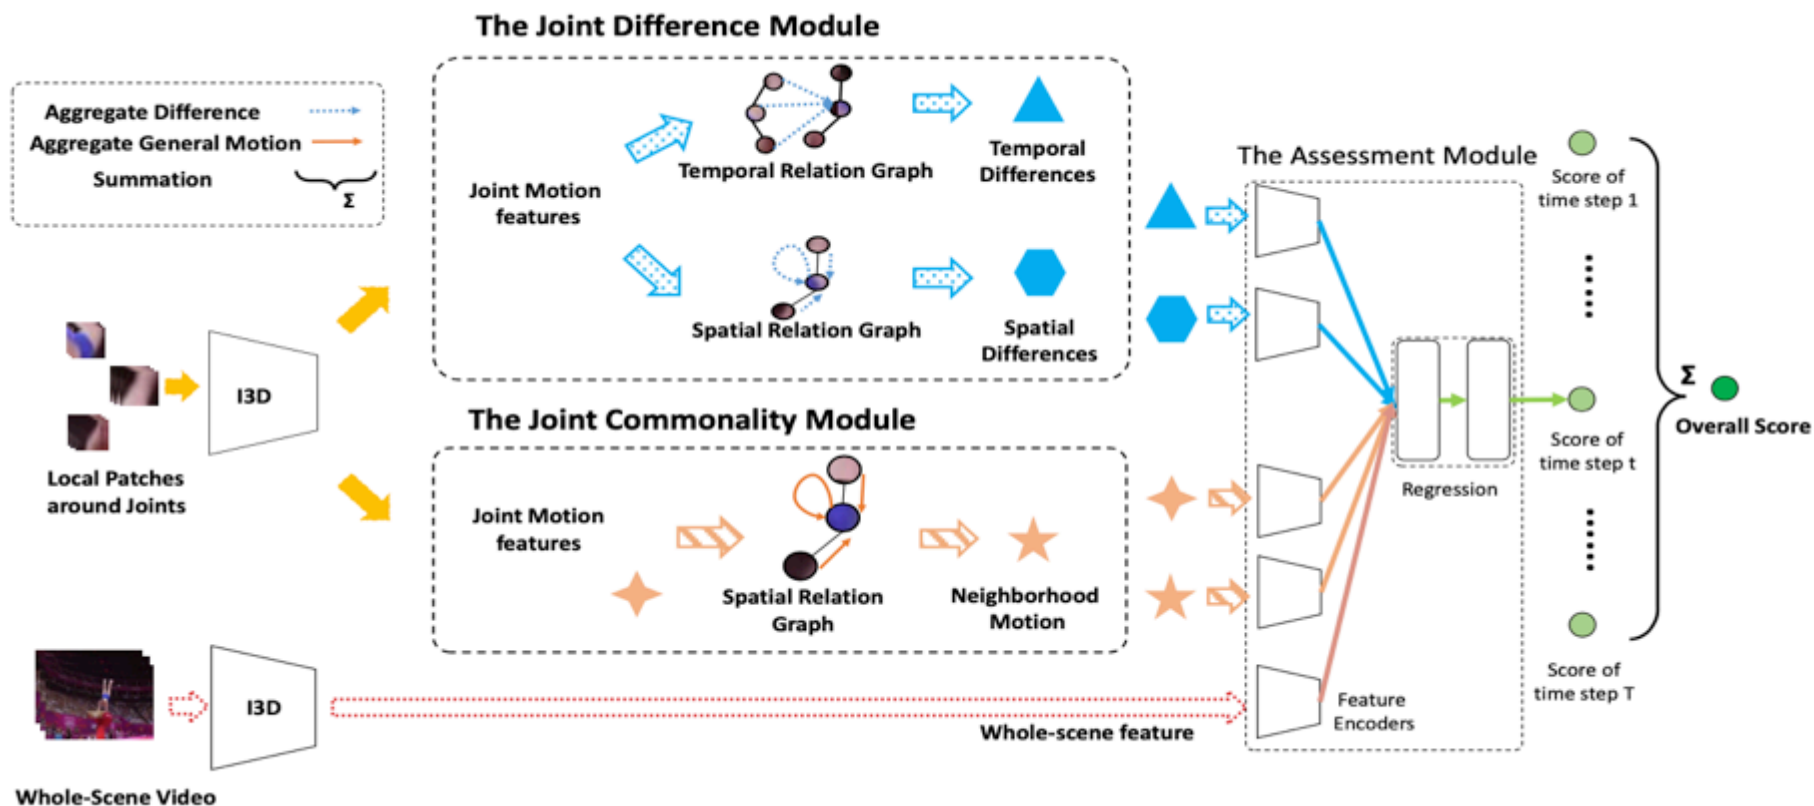 The Joint Difference Module
Aggregate Difference
Aggregate General Motion
Summation
Σ
Joint Motion
features
Temporal Relation Graph
Temporal
Differences
Spatial Relation Graph
Spatial
Differences
The Assessment Module
Score of
time step 1
I3D
Local Patches
around Joints
The Joint Commonality Module
Joint Motion
features
Spatial Relation
Graph
Neighborhood
Motion
Regression
Score of
time step t
Σ
Overall Score
Score of
time step T
I3D
Whole-scene feature
Feature
Encoders
Whole-Scene Video